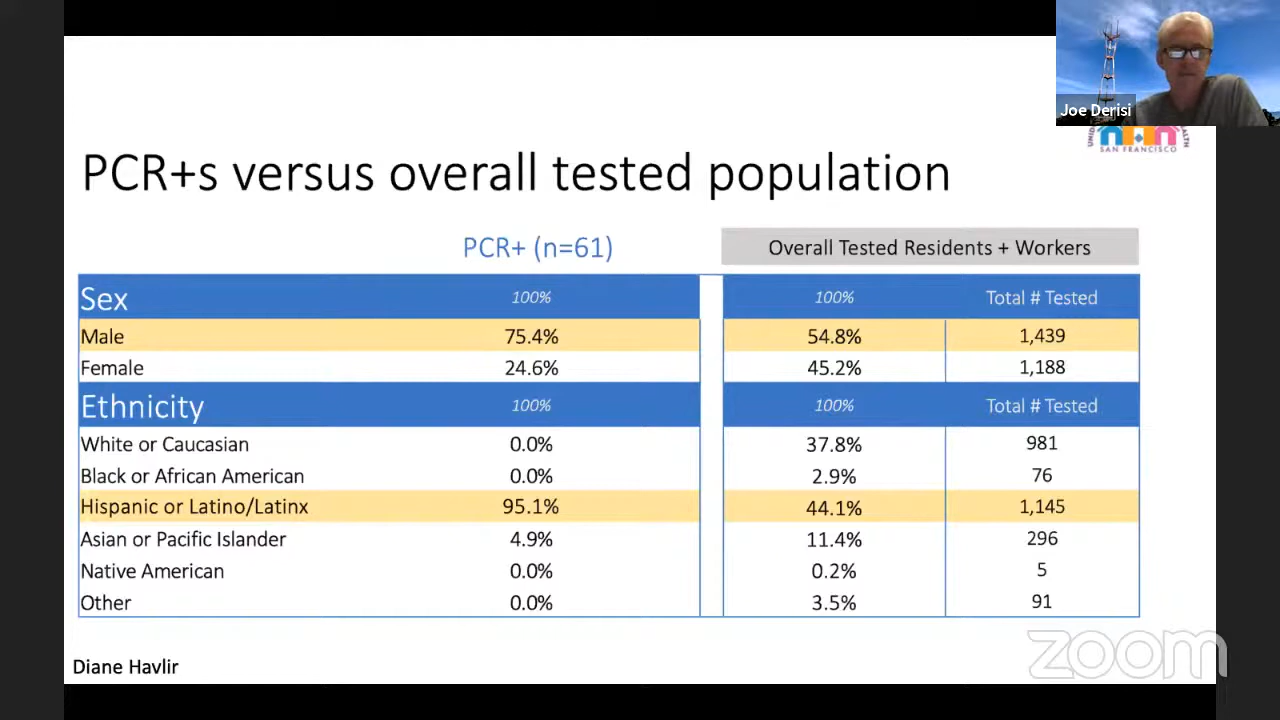 Joe Derisi
SAN FRANCISCO
PCR+s versus overall tested population
PCR+ (n=61)
Overall Tested Residents + Workers
Sex 100% 100% Total # Tested
Male 75.4% 54.8% 1,439
Female 24.6% 45.2% 1,188
Ethnicity 100% 100% Total # Tested
White or Caucasian 0.0% 37.8% 981
Black or African American 0.0% 2.9% 76
Hispanic or Latino/Latinx 95.1% 44.1% 1,145
Asian or Pacific Islander 4.9% 11.4% 296
Native American 0.0% 0.2% 5
Other 0.0% 3.5% 91
Diane Havlir
zoom